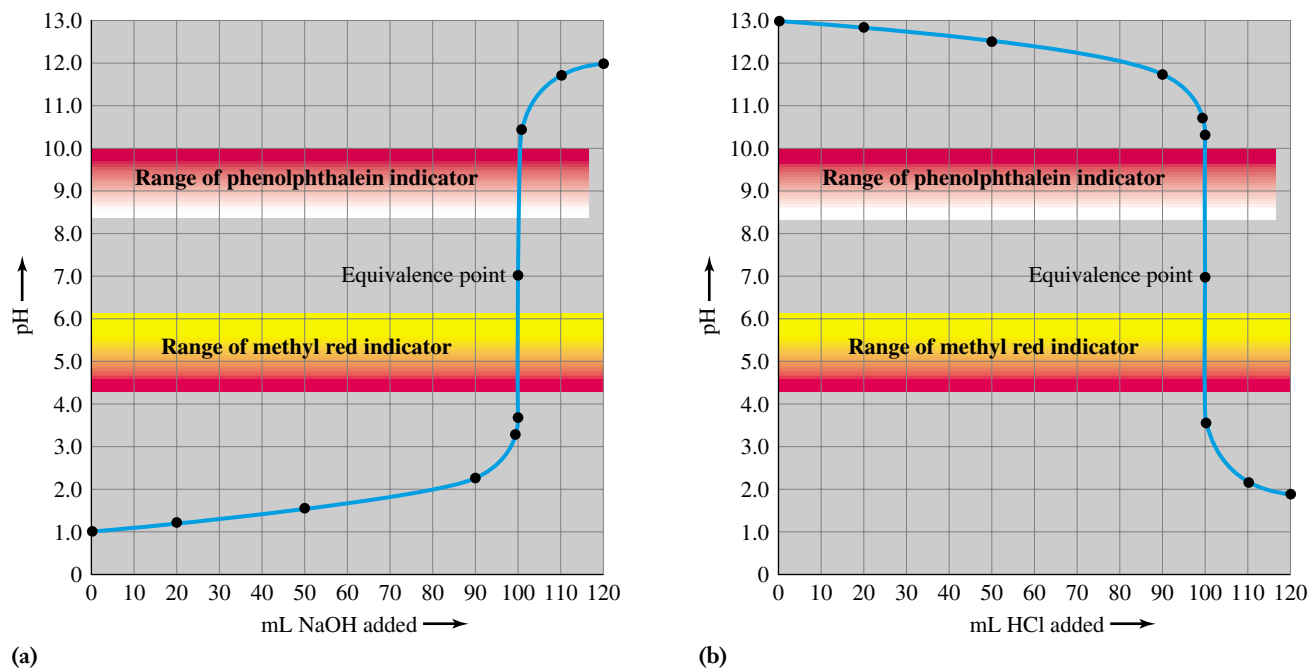 13.0
12.0
11.0
10.0
9.0
8.0
7.0
6.0
5.0
4.0
3.0
2.0
1.0
0
pH
Range of phenolphthalein indicator
Equivalence point
Range of methyl red indicator
0 10 20 30 40 50 60 70 80 90 100 110 120
mL NaOH added
(a)
13.0
12.0
11.0
10.0
9.0
8.0
7.0
6.0
5.0
4.0
3.0
2.0
1.0
0
pH
Range of phenolphthalein indicator
Equivalence point
Range of methyl red indicator
0 10 20 30 40 50 60 70 80 90 100 110 120
mL HCl added
(b)